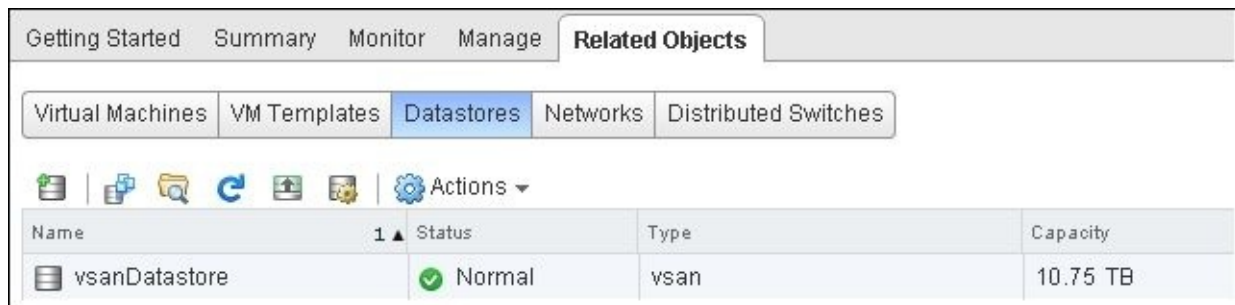 Getting Started Summary Monitor Manage Related Objects
Virtual Machines VM Templates Datastores Networks Distributed Switches
Actions
Name 1 Status Type Capacity
vsanDatastore Normal vsan 10.75 TB